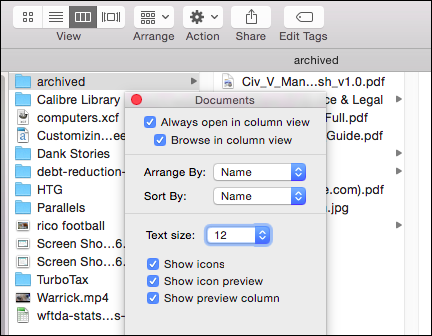 View
Arrange
Action
Share
Edit Tags
archived
archived
Calibre Library
computers.xcf
Customizin...ee
Dank Stories
debt-reduction-
HTG
Parallels
rico football
Screen Sho...6.
Screen Sho...6.
TurboTax
Warrick.mp4
wftda-stats...s
Civ_V_Man...sh_v1.0.pdf
ce & Legal
Full.pdf
Guide.pdf
e.com).pdf
n.jpg
Documents
Always open in column view
Browse in column view
Arrange By: Name
Sort By: Name
Text size: 12
Show icons
Show icon preview
Show preview column